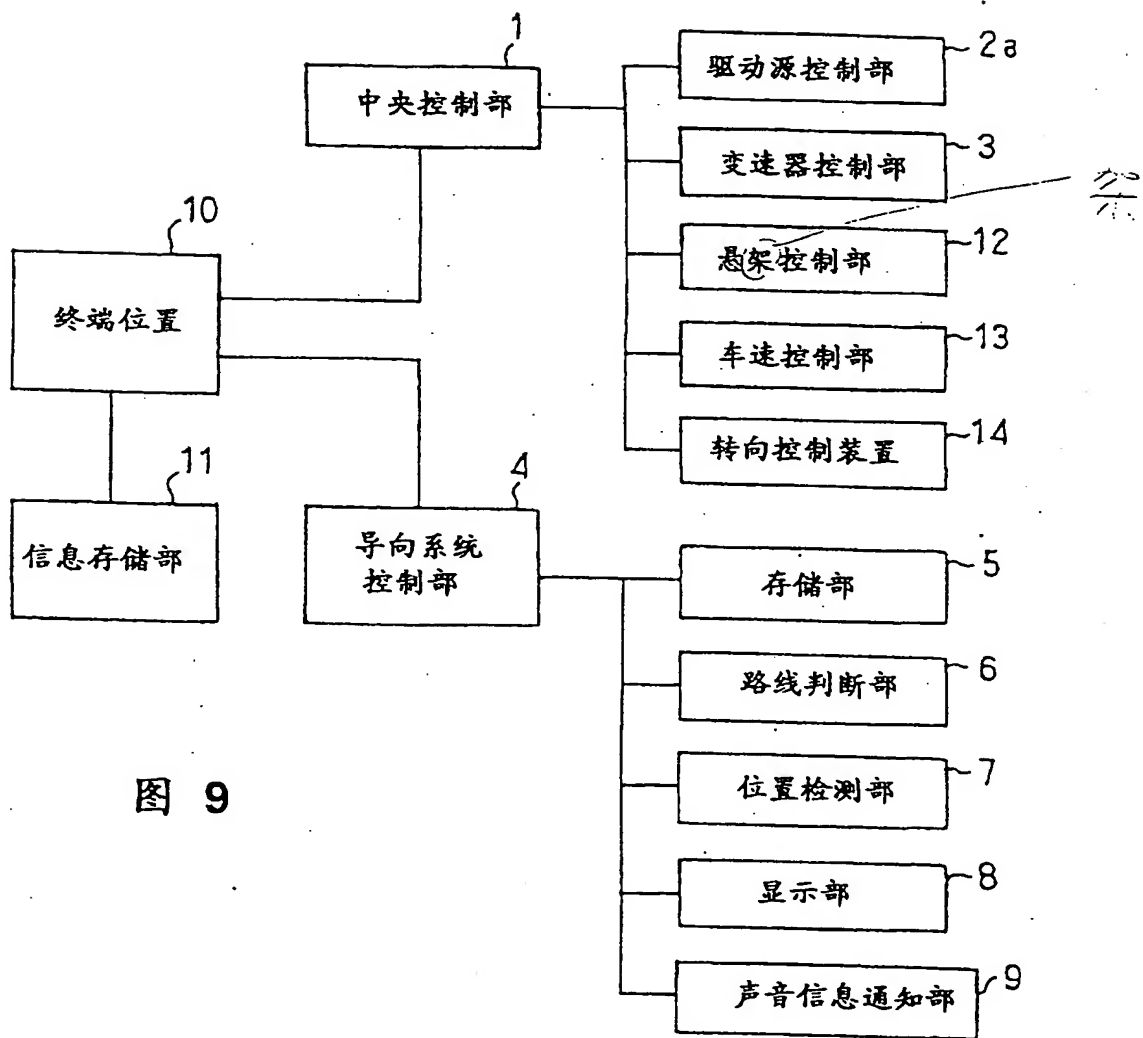 1
中央控制部
2a
驱动源控制部
3
变速器控制部
架
12
悬架控制部
10
终端位置
13
车速控制部
14
转向控制装置
11
信息存储部
4
导向系统
控制部
5
存储部
6
路线判断部
7
位置检测部
图 9
8
显示部
9
声音信息通知部